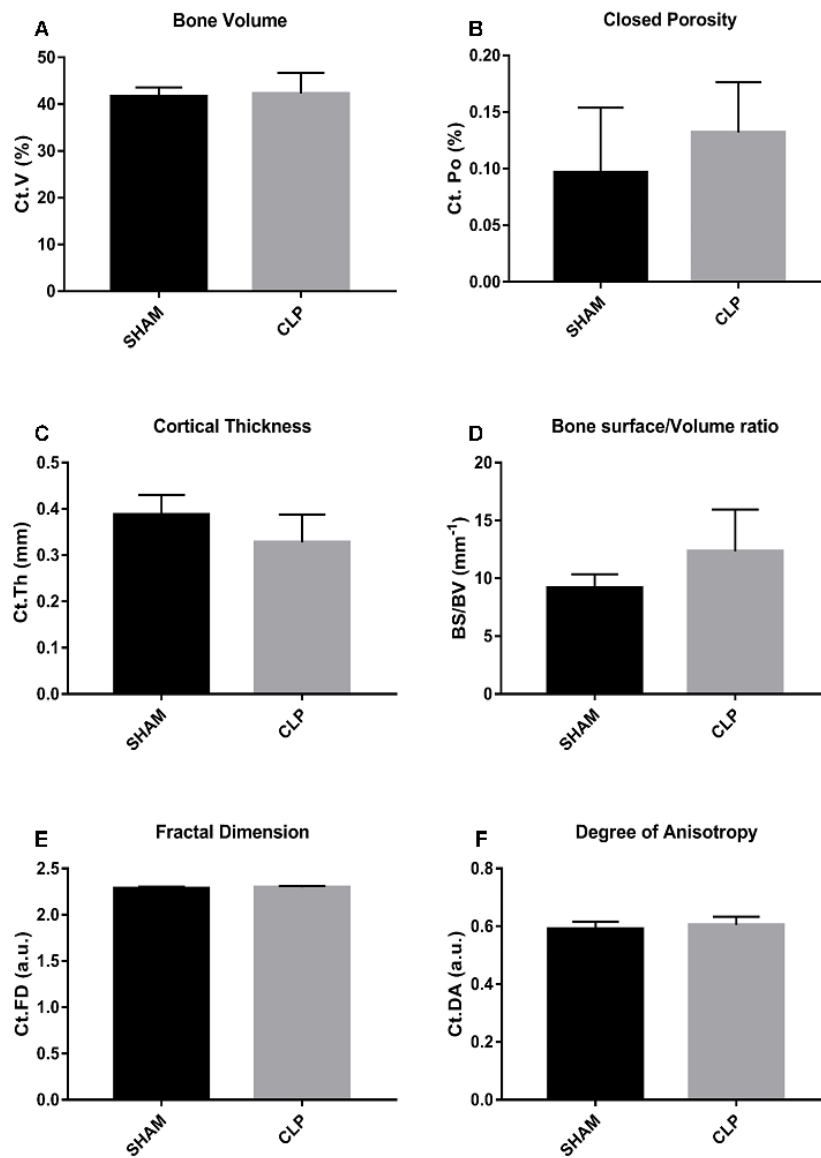 A
Bone Volume
Ct.V (%)
50
40
30
20
10
0
SHAM
CLP
B
Closed Porosity
Ct. Po (%)
0.20
0.15
0.10
0.05
0.00
SHAM
CLP
C
Cortical Thickness
Ct.Th (mm)
0.5
0.4
0.3
0.2
0.1
0.0
SHAM
CLP
D
Bone surface/Volume ratio
BS/BV (mm⁻¹)
20
15
10
5
0
SHAM
CLP
E
Fractal Dimension
Ct.FD (a.u.)
2.5
2.0
1.5
1.0
0.5
0.0
SHAM
CLP
F
Degree of Anisotropy
Ct.DA (a.u.)
0.8
0.6
0.4
0.2
0.0
SHAM
CLP